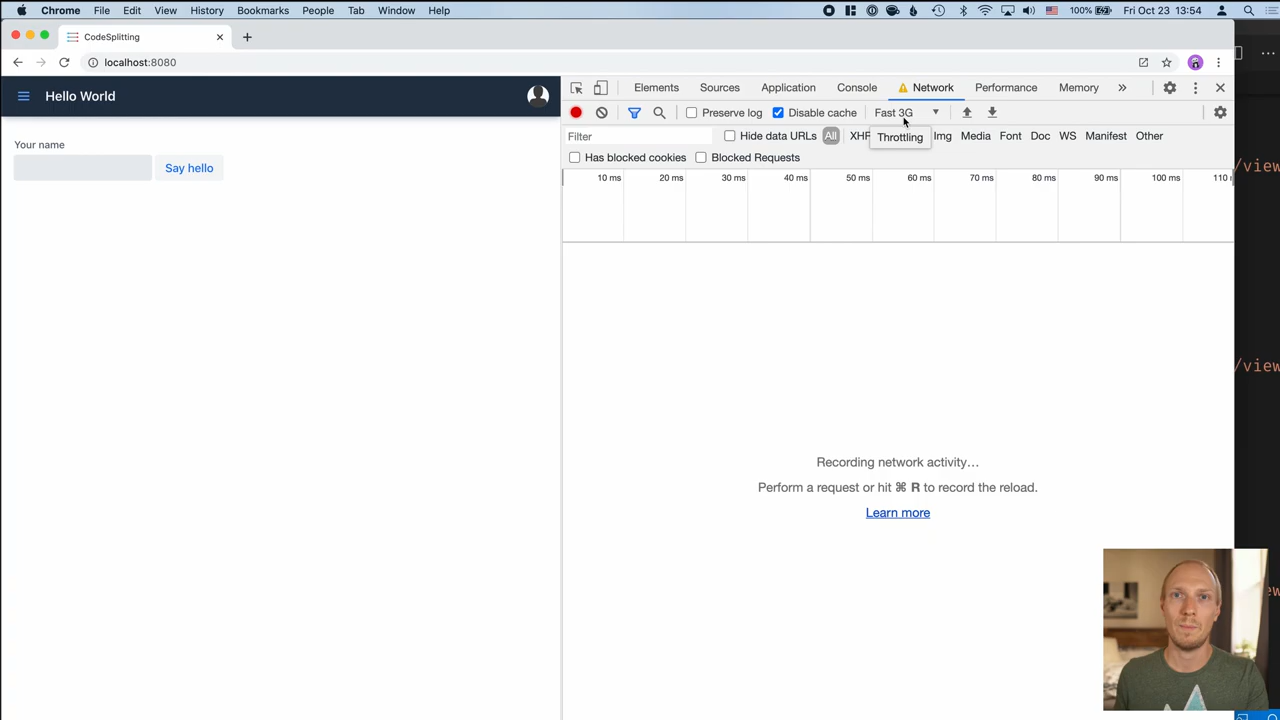 Chrome File Edit View History Bookmarks People Tab Window Help 100% Fri Oct 23 13:54
CodeSplitting
localhost:8080
Hello World
Your name
Say hello
Elements Sources Application Console Network Performance Memory
Preserve log Disable cache Fast 3G
Filter Hide data URLs All XHR Img Media Font Doc WS Manifest Other
Throttling
Has blocked cookies Blocked Requests
10 ms 20 ms 30 ms 40 ms 50 ms 60 ms 70 ms 80 ms 90 ms 100 ms 110
Recording network activity…
Perform a request or hit ⌘ R to record the reload.
Learn more
/view
/view